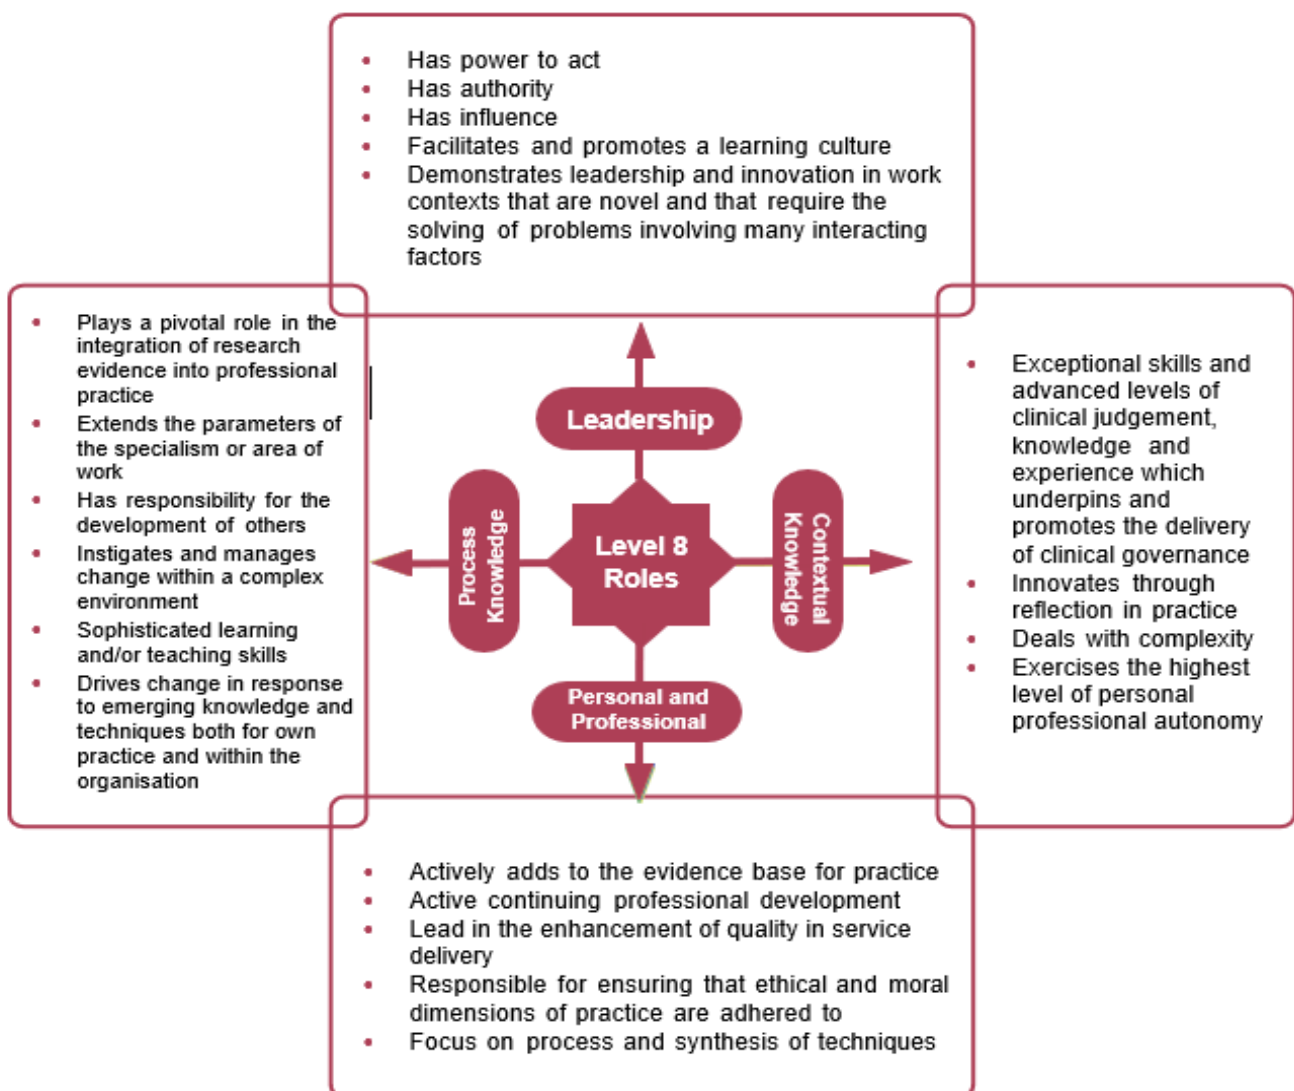 • Has power to act
• Has authority
• Has influence
• Facilitates and promotes a learning culture
• Demonstrates leadership and innovation in work
contexts that are novel and that require the
solving of problems involving many interacting
factors
• Plays a pivotal role in the
integration of research
evidence into professional
practice
• Extends the parameters of
the specialism or area of
work
• Has responsibility for the
development of others
• Instigates and manages
change within a complex
environment
• Sophisticated learning
and/or teaching skills
• Drives change in response
to emerging knowledge and
techniques both for own
practice and within the
organisation
Leadership
Process
Knowledge
Level 8
Roles
Contextual
Knowledge
Personal and
Professional
• Exceptional skills and
advanced levels of
clinical judgement,
knowledge and
experience which
underpins and
promotes the delivery
of clinical governance
• Innovates through
reflection in practice
• Deals with complexity
• Exercises the highest
level of personal
professional autonomy
• Actively adds to the evidence base for practice
• Active continuing professional development
• Lead in the enhancement of quality in service
delivery
• Responsible for ensuring that ethical and moral
dimensions of practice are adhered to
• Focus on process and synthesis of techniques